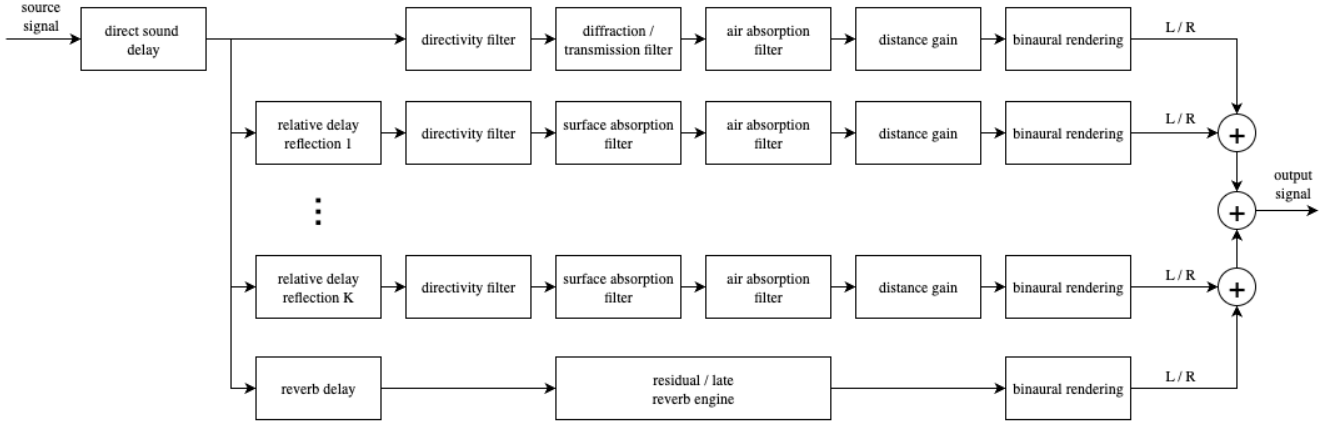 source
signal
direct sound
delay
directivity filter
diffraction /
transmission filter
air absorption
filter
distance gain
binaural rendering
L / R
relative delay
reflection 1
directivity filter
surface absorption
filter
air absorption
filter
distance gain
binaural rendering
L / R
+
output
signal
+
relative delay
reflection K
directivity filter
surface absorption
filter
air absorption
filter
distance gain
binaural rendering
L / R
+
reverb delay
residual / late
reverb engine
binaural rendering
L / R